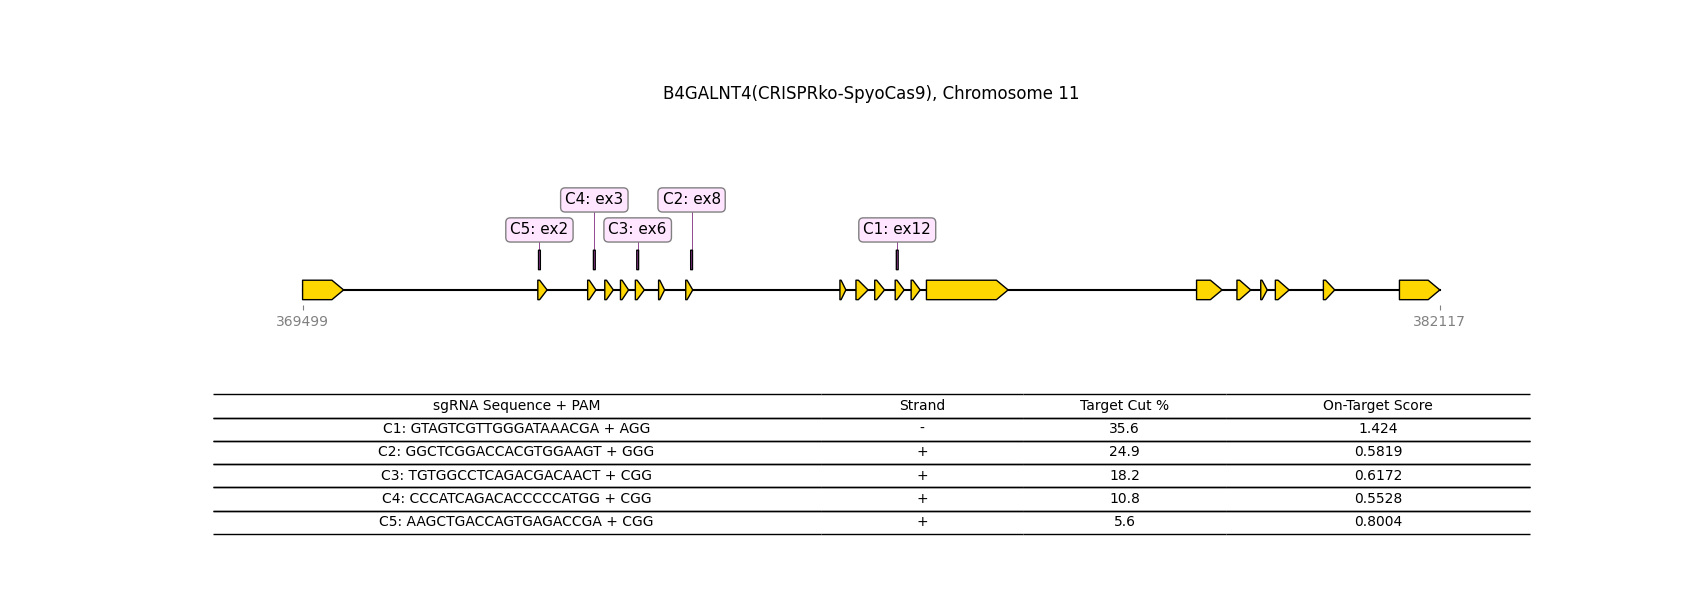 B4GALNT4(CRISPRko-SpyoCas9), Chromosome 11
C4: ex3 C2: ex8
C5: ex2 C3: ex6 C1: ex12
369499 382117
sgRNA Sequence + PAM Strand Target Cut % On-Target Score
C1: GTAGTCGTTGGGATAAACGA + AGG - 35.6 1.424
C2: GGCTCGGACCACGTGGAAGT + GGG + 24.9 0.5819
C3: TGTGGCCTCAGACGACAACT + CGG + 18.2 0.6172
C4: CCCATCAGACACCCCCATGG + CGG + 10.8 0.5528
C5: AAGCTGACCAGTGAGACCGA + CGG + 5.6 0.8004